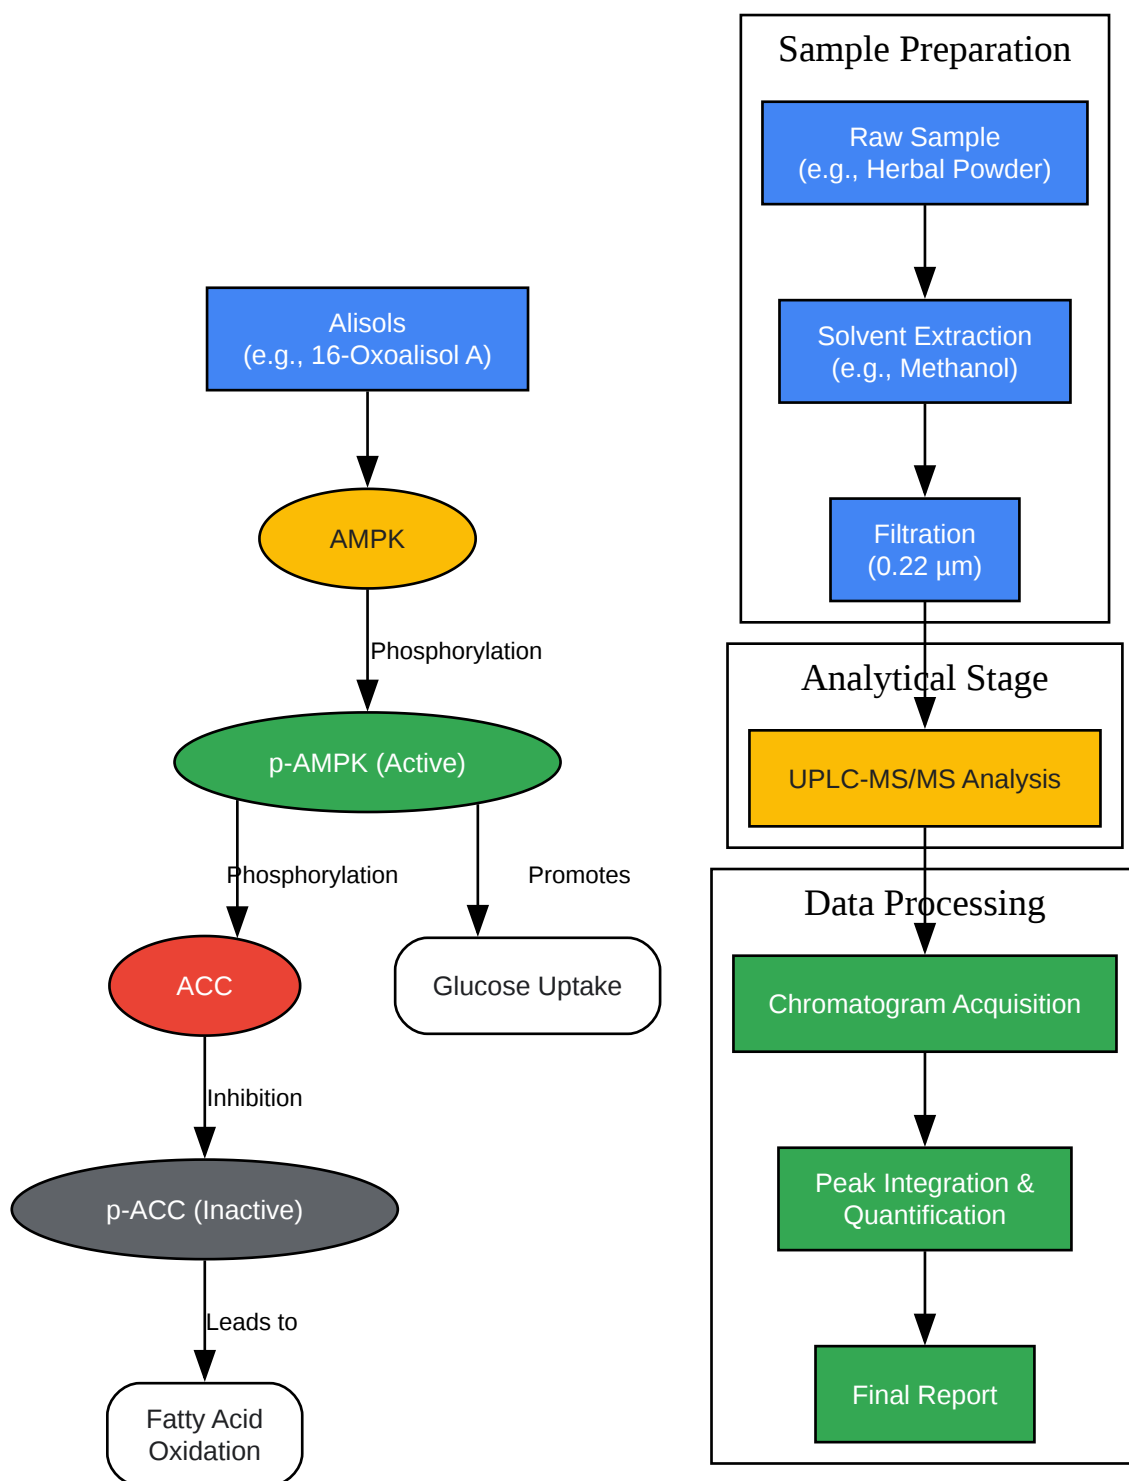 Alisols
(e.g., 16-Oxoalisol A)
AMPK
Phosphorylation
p-AMPK (Active)
Phosphorylation
Promotes
ACC
Glucose Uptake
Inhibition
p-ACC (Inactive)
Leads to
Fatty Acid
Oxidation
Sample Preparation
Raw Sample
(e.g., Herbal Powder)
Solvent Extraction
(e.g., Methanol)
Filtration
(0.22 µm)
Analytical Stage
UPLC-MS/MS Analysis
Data Processing
Chromatogram Acquisition
Peak Integration &
Quantification
Final Report